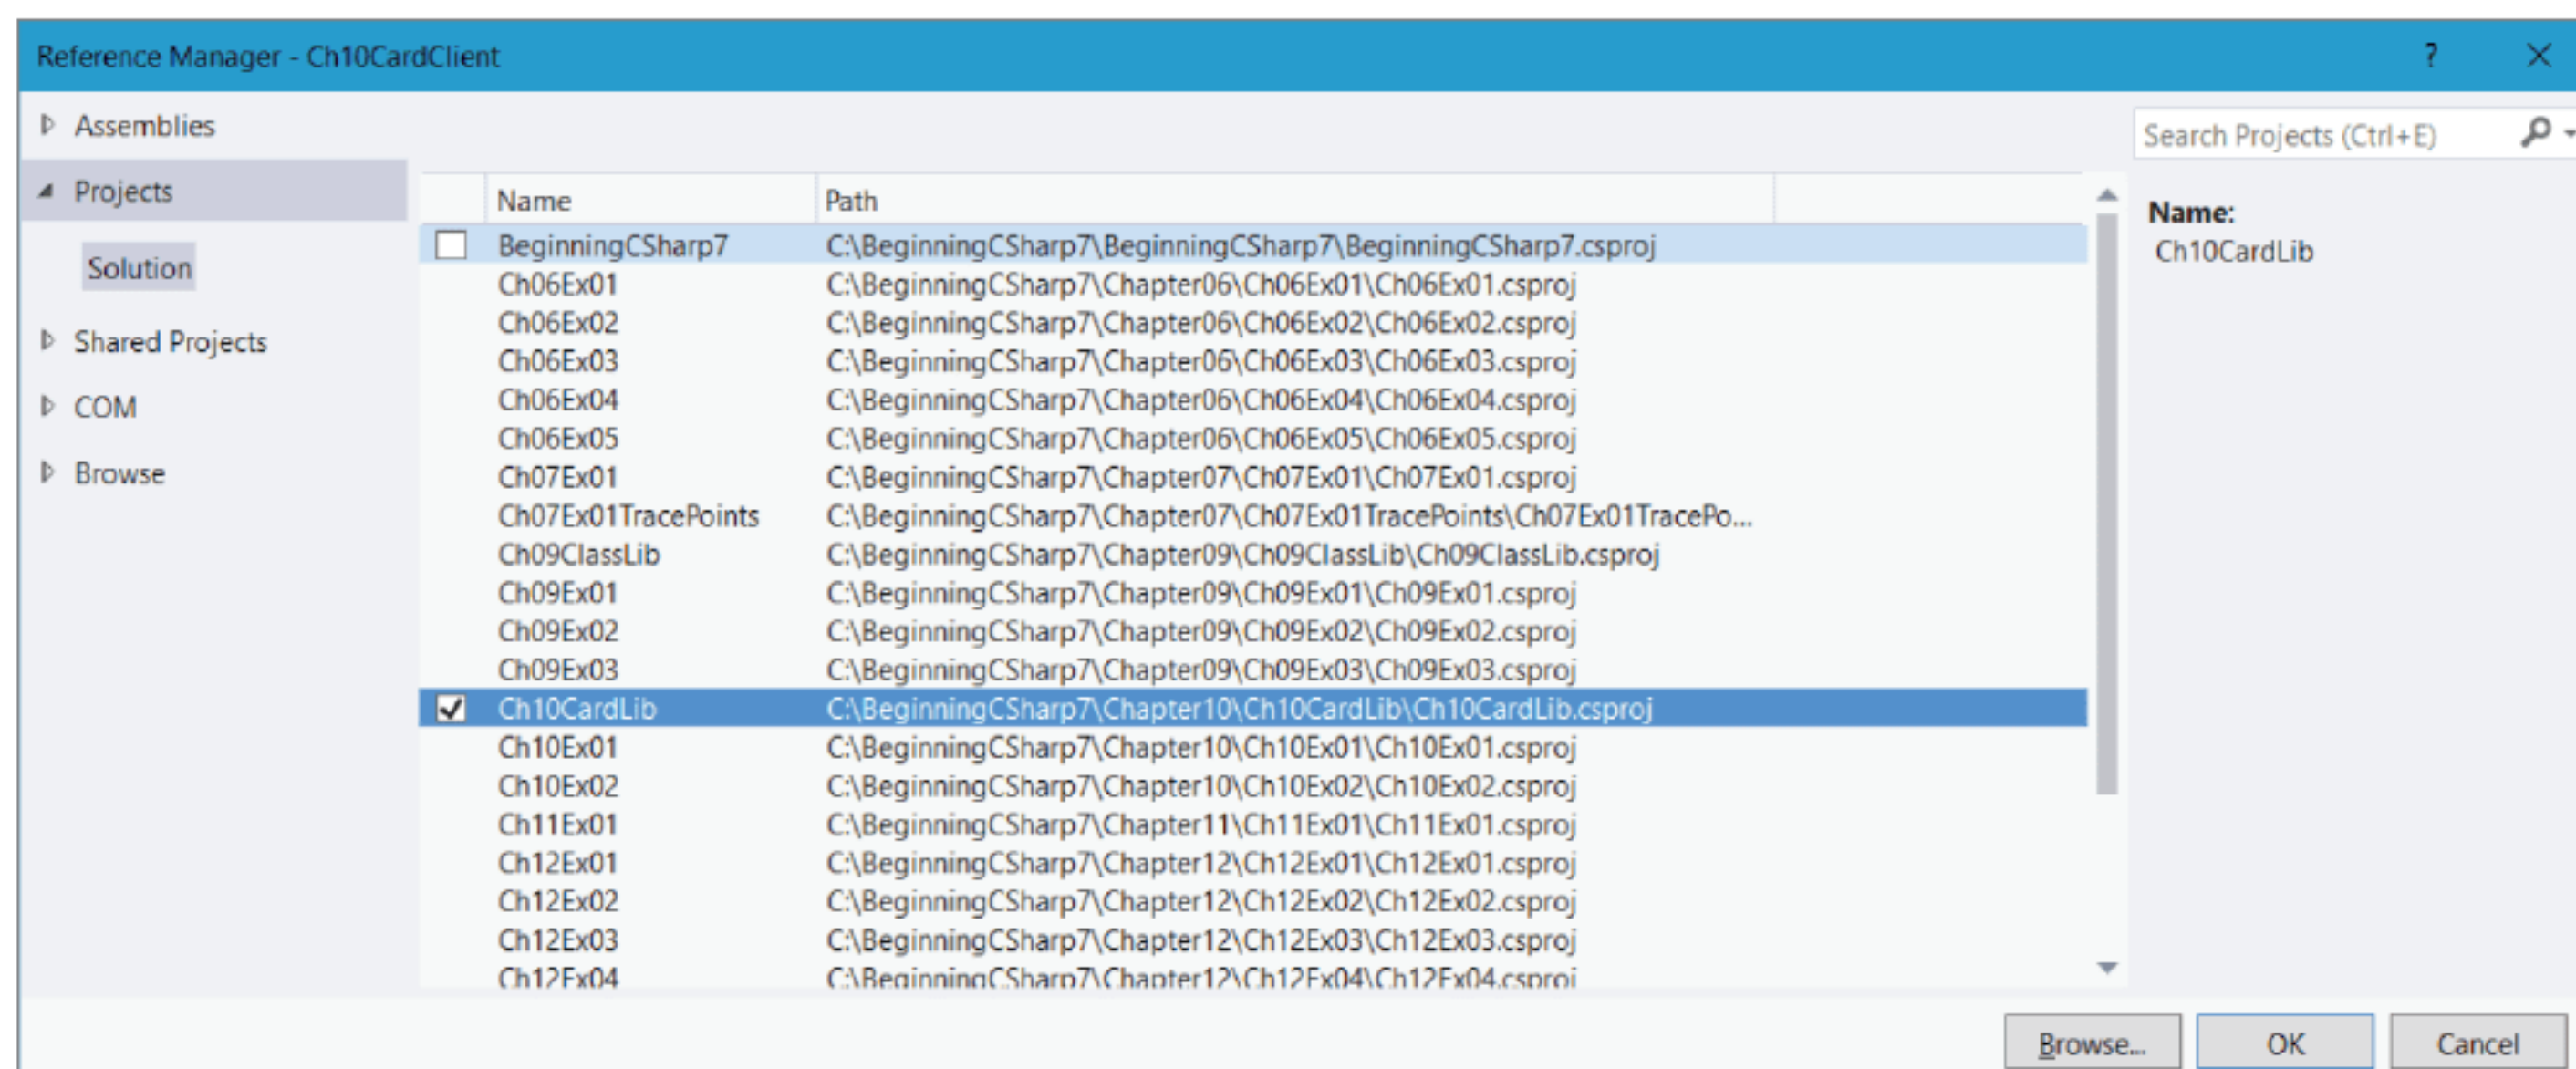 Reference Manager - Ch10CardClient ? ×
Assemblies
Projects
Solution
Shared Projects
COM
Browse
Name Path
BeginningCSharp7 C:\BeginningCSharp7\BeginningCSharp7\BeginningCSharp7.csproj
Ch06Ex01 C:\BeginningCSharp7\Chapter06\Ch06Ex01\Ch06Ex01.csproj
Ch06Ex02 C:\BeginningCSharp7\Chapter06\Ch06Ex02\Ch06Ex02.csproj
Ch06Ex03 C:\BeginningCSharp7\Chapter06\Ch06Ex03\Ch06Ex03.csproj
Ch06Ex04 C:\BeginningCSharp7\Chapter06\Ch06Ex04\Ch06Ex04.csproj
Ch06Ex05 C:\BeginningCSharp7\Chapter06\Ch06Ex05\Ch06Ex05.csproj
Ch07Ex01 C:\BeginningCSharp7\Chapter07\Ch07Ex01\Ch07Ex01.csproj
Ch07Ex01TracePoints C:\BeginningCSharp7\Chapter07\Ch07Ex01TracePoints\Ch07Ex01TracePo...
Ch09ClassLib C:\BeginningCSharp7\Chapter09\Ch09ClassLib\Ch09ClassLib.csproj
Ch09Ex01 C:\BeginningCSharp7\Chapter09\Ch09Ex01\Ch09Ex01.csproj
Ch09Ex02 C:\BeginningCSharp7\Chapter09\Ch09Ex02\Ch09Ex02.csproj
Ch09Ex03 C:\BeginningCSharp7\Chapter09\Ch09Ex03\Ch09Ex03.csproj
Ch10CardLib C:\BeginningCSharp7\Chapter10\Ch10CardLib\Ch10CardLib.csproj
Ch10Ex01 C:\BeginningCSharp7\Chapter10\Ch10Ex01\Ch10Ex01.csproj
Ch10Ex02 C:\BeginningCSharp7\Chapter10\Ch10Ex02\Ch10Ex02.csproj
Ch11Ex01 C:\BeginningCSharp7\Chapter11\Ch11Ex01\Ch11Ex01.csproj
Ch12Ex01 C:\BeginningCSharp7\Chapter12\Ch12Ex01\Ch12Ex01.csproj
Ch12Ex02 C:\BeginningCSharp7\Chapter12\Ch12Ex02\Ch12Ex02.csproj
Ch12Ex03 C:\BeginningCSharp7\Chapter12\Ch12Ex03\Ch12Ex03.csproj
Ch12Ex04 C:\BeginningCSharp7\Chapter12\Ch12Ex04\Ch12Ex04.csproj
Search Projects (Ctrl+E)
Name:
Ch10CardLib
Browse... OK Cancel